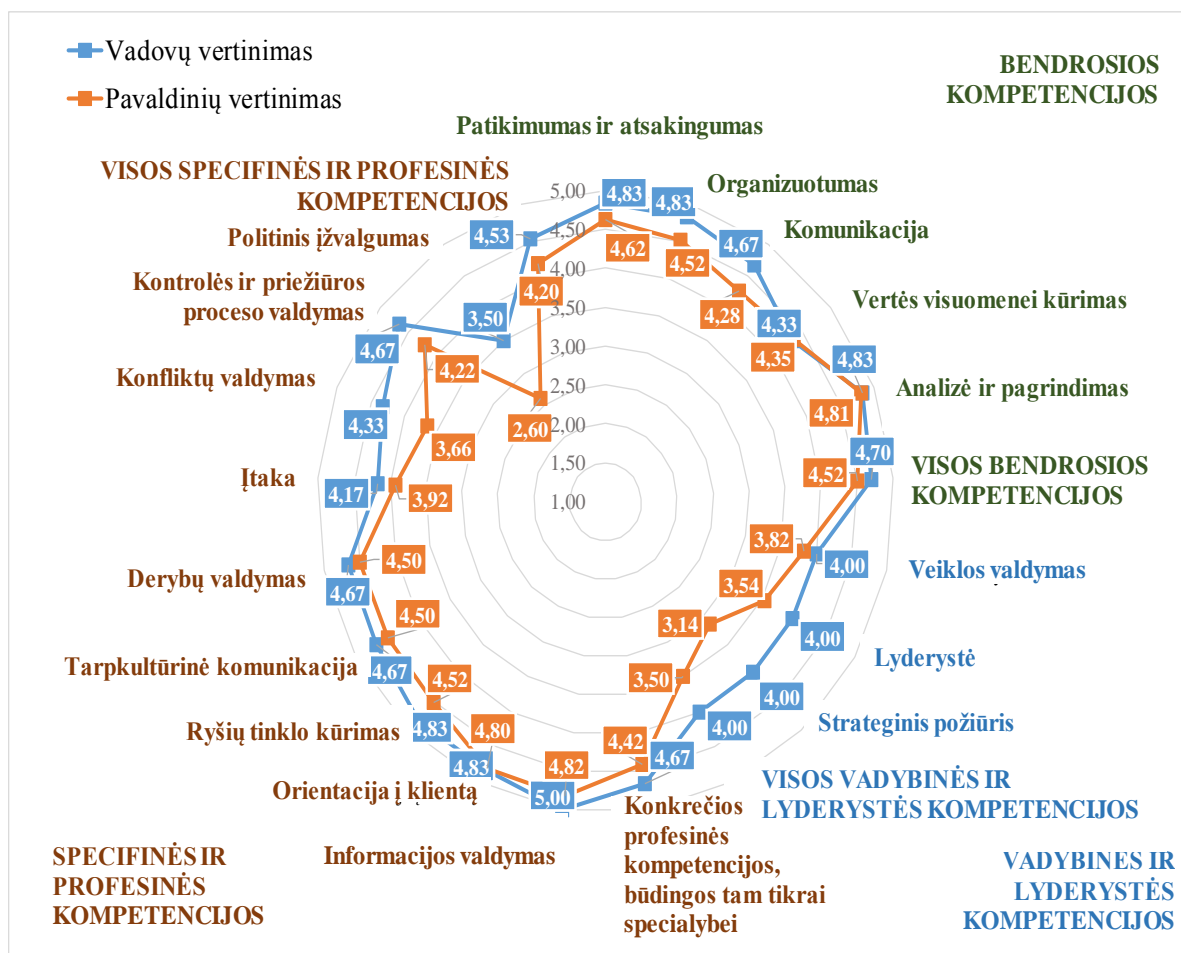 Vadovų vertinimas
Pavaldinių vertinimas
BENDROSIOS
KOMPETENCIJOS
Patikimumas ir atsakingumas
VISOS SPECIFINĖS IR PROFESINĖS
KOMPETENCIJOS
Organizuotumas
Komunikacija
Politinis įžvalgumas
Kontrolės ir priežiūros
proceso valdymas
Vertės visuomenei kūrimas
Konfliktų valdymas
Analizė ir pagrindimas
Įtaka
VISOS BENDROSIOS
KOMPETENCIJOS
Derybų valdymas
Veiklos valdymas
Tarpkultūrinė komunikacija
Lyderystė
Ryšių tinklo kūrimas
Strateginis požiūris
Orientacija į klientą
VISOS VADYBINĖS IR
LYDERYSTĖS KOMPETENCIJOS
Informacijos valdymas
Konkrečios
profesinės
kompetencijos,
būdingos tam tikrai
specialybei
SPECIFINĖS IR
PROFESINĖS
KOMPETENCIJOS
VADYBINES IR
LYDERYSTĖS
KOMPETENCIJOS
5,00
4,50
4,00
3,50
3,00
2,50
2,00
1,50
1,00
4,83
4,83
4,67
4,33
4,83
4,70
4,00
4,00
4,00
4,00
4,67
5,00
4,83
4,83
4,67
4,67
4,17
4,33
4,67
3,50
4,53
4,62
4,52
4,28
4,35
4,81
4,52
3,82
3,54
3,14
3,50
4,42
4,82
4,80
4,52
4,50
4,50
3,92
3,66
4,22
2,60
4,20